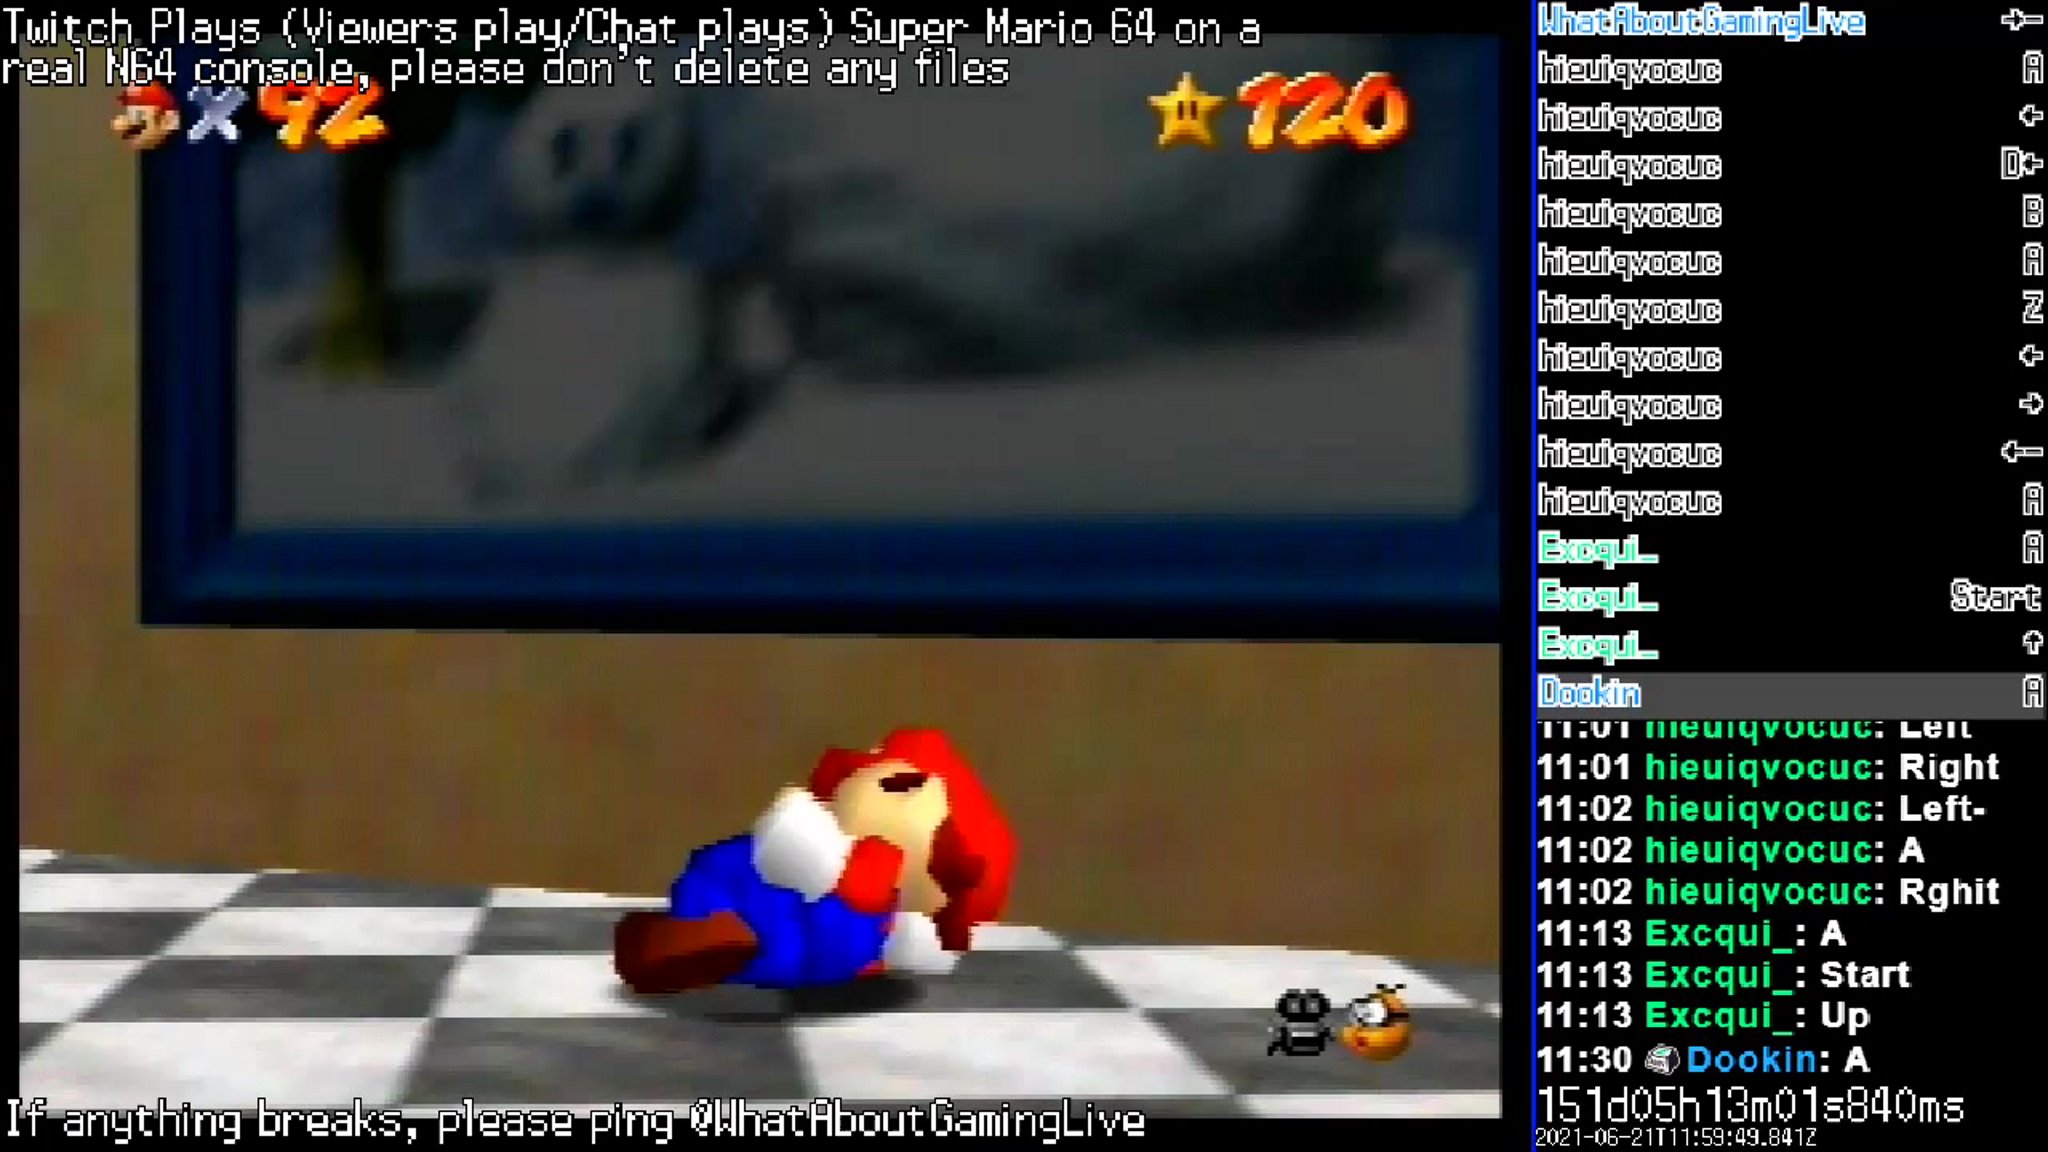 Twitch Plays (Viewers play/Chat plays) Super Mario 64 on a
real N64 console, please don't delete any files
x 92
120
If anything breaks, please ping @WhatAboutGamingLive
WhatAboutGamingLive
hieuiqvocuc A
hieuiqvocuc
hieuiqvocuc D
hieuiqvocuc B
hieuiqvocuc A
hieuiqvocuc Z
hieuiqvocuc
hieuiqvocuc
hieuiqvocuc
hieuiqvocuc A
Excqui_ A
Excqui_ Start
Excqui_
Dookin A
11:01 hieuiqvocuc: Left
11:01 hieuiqvocuc: Right
11:02 hieuiqvocuc: Left-
11:02 hieuiqvocuc: A
11:02 hieuiqvocuc: Rghit
11:13 Excqui_: A
11:13 Excqui_: Start
11:13 Excqui_: Up
11:30 Dookin: A
151d05h13m01s840ms
2021-06-21T11:59:49.841Z